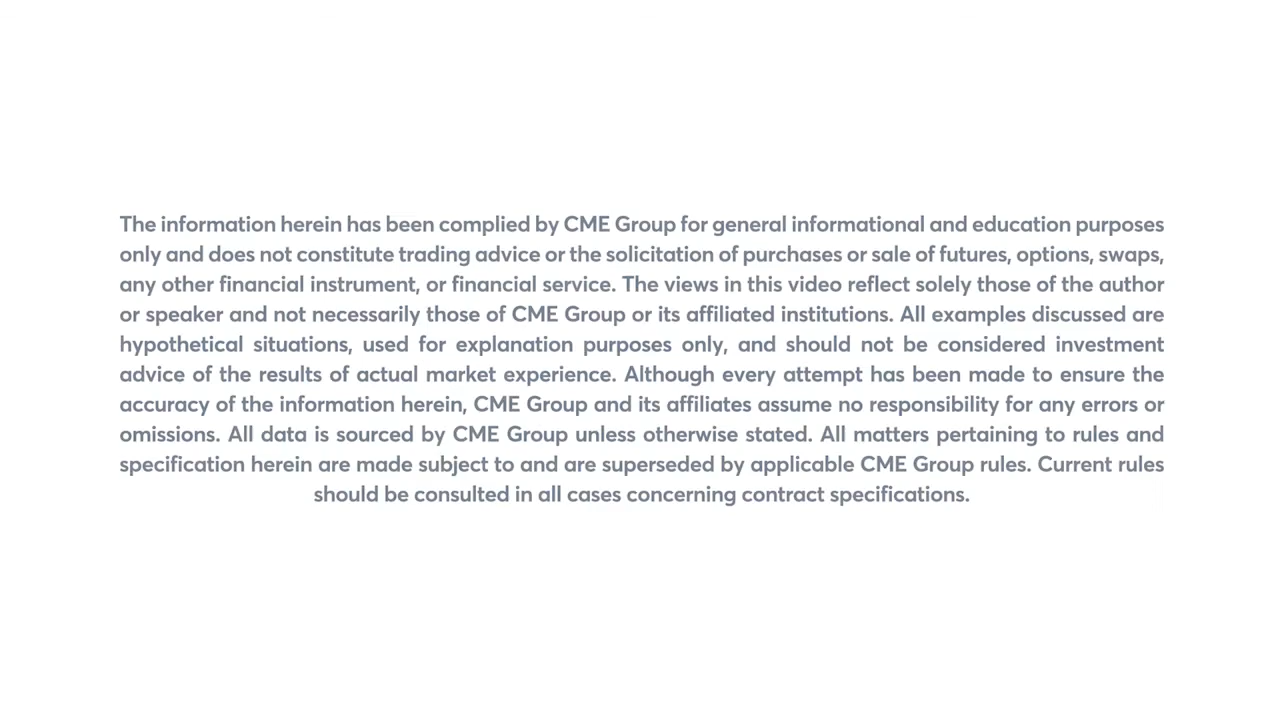 The information herein has been complied by CME Group for general informational and education purposes
only and does not constitute trading advice or the solicitation of purchases or sale of futures, options, swaps,
any other financial instrument, or financial service. The views in this video reflect solely those of the author
or speaker and not necessarily those of CME Group or its affiliated institutions. All examples discussed are
hypothetical situations, used for explanation purposes only, and should not be considered investment
advice of the results of actual market experience. Although every attempt has been made to ensure the
accuracy of the information herein, CME Group and its affiliates assume no responsibility for any errors or
omissions. All data is sourced by CME Group unless otherwise stated. All matters pertaining to rules and
specification herein are made subject to and are superseded by applicable CME Group rules. Current rules
should be consulted in all cases concerning contract specifications.